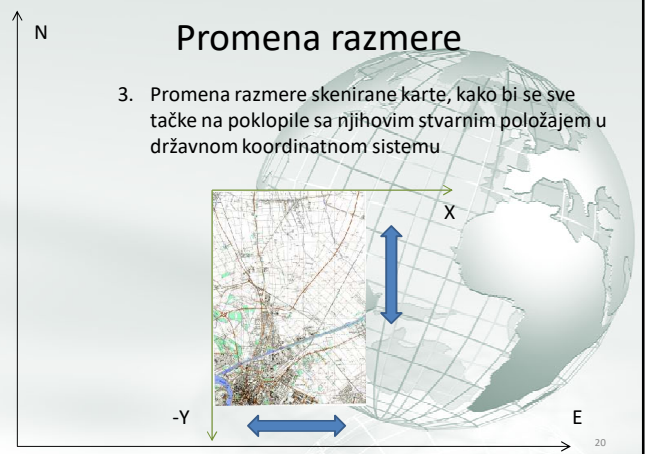 N
Promena razmere
3. Promena razmere skenirane karte, kako bi se sve
tačke na poklopile sa njihovim stvarnim položajem u
državnom koordinatnom sistemu
X
-Y
E
20